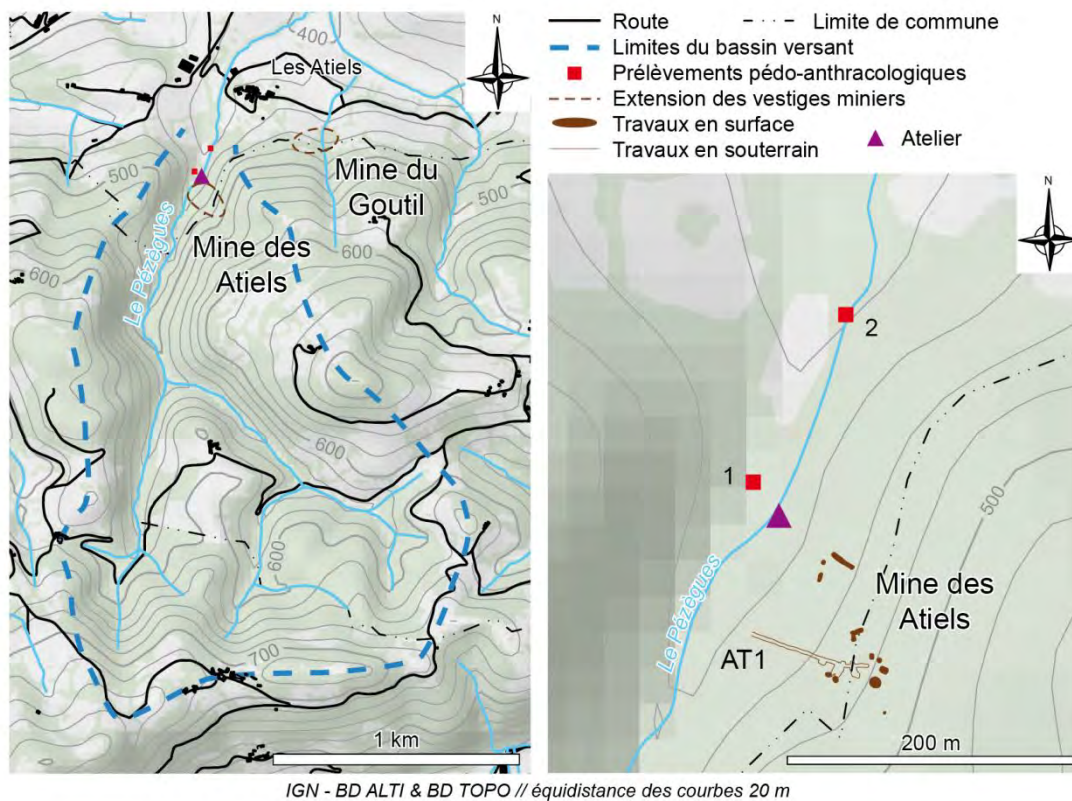 400
Les Atiels
N
500
Mine du
Goutil
Mine des
Atiels
Le Pézègues
600
600
600
600
700
1 km
Route
Limite de commune
Limites du bassin versant
Prélèvements pédo-anthracologiques
Extension des vestiges miniers
Travaux en surface
Atelier
Travaux en souterrain
N
2
1
500
Mine des
Atiels
Le Pézègues
AT1
200 m
IGN - BD ALTI & BD TOPO // équidistance des courbes 20 m